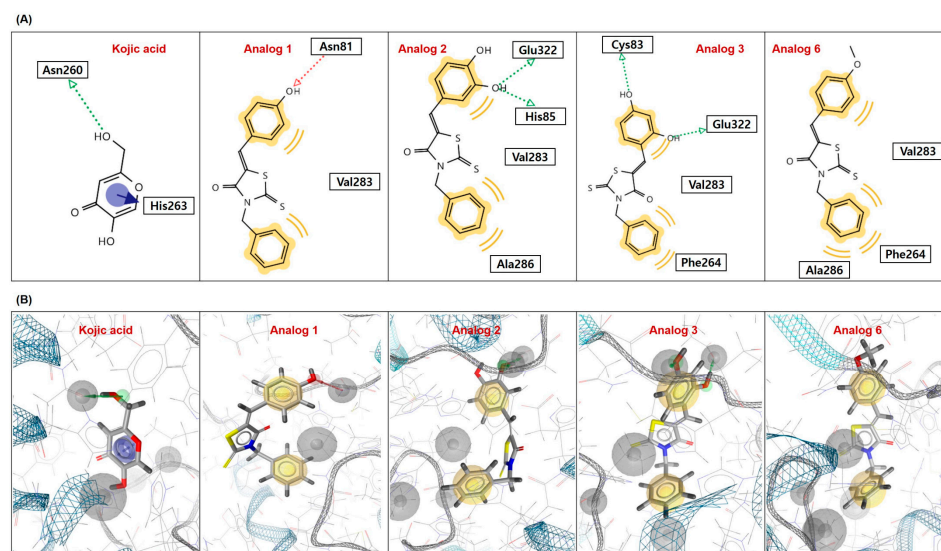 (A)
Kojic acid
Asn260
HO
O
O
His263
OH
Analog 1
Asn81
OH
S
O
N
S
Val283
Analog 2
OH
Glu322
OH
His85
S
O
N
S
Val283
Ala286
Cys83
Analog 3
HO
OH
Glu322
S
S
N
O
Val283
Phe264
Analog 6
O
S
O
N
S
Val283
Phe264
Ala286
(B)
Kojic acid
Analog 1
Analog 2
Analog 3
Analog 6